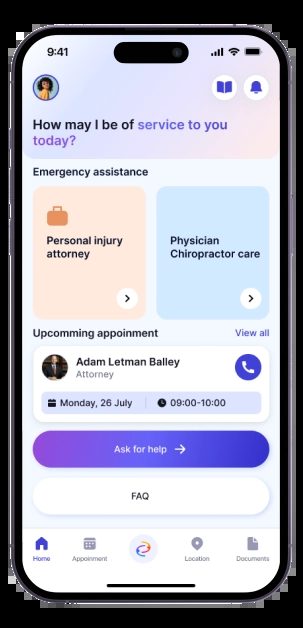 9:41
How may I be of service to you
today?
Emergency assistance
Personal injury
attorney
Physician
Chiropractor care
Upcomming appoinment
View all
Adam Letman Balley
Attorney
Monday, 26 July
09:00-10:00
Ask for help
FAQ
Home
Appoinment
Location
Documents